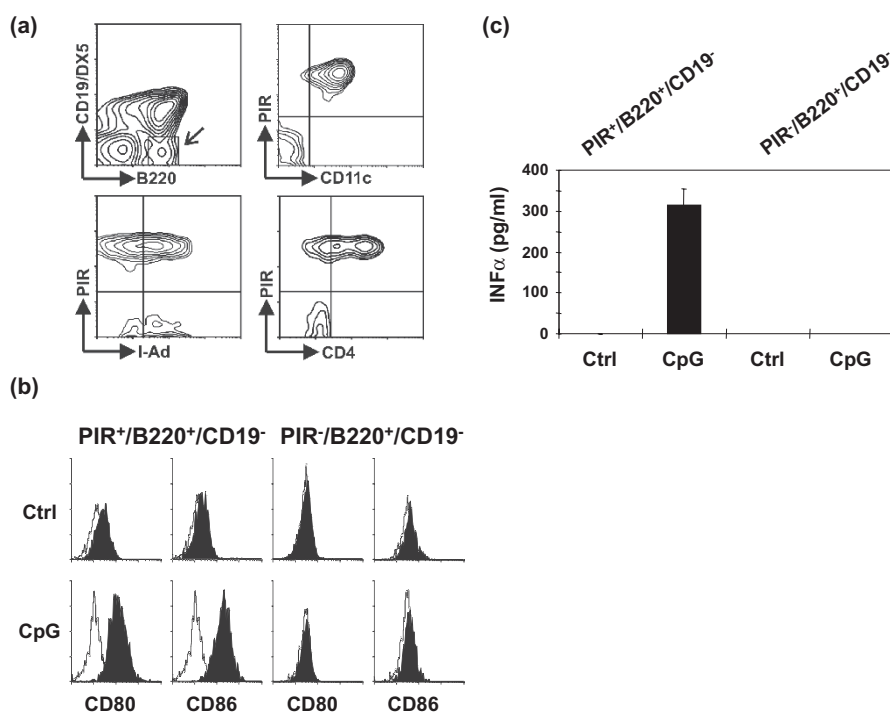 (a)
CD19/DX5
B220
PIR
CD11c
PIR
I-Ad
PIR
CD4
(b)
PIR+/B220+/CD19- PIR-/B220+/CD19-
Ctrl
CpG
CD80 CD86 CD80 CD86
(c)
PIR+/B220+/CD19-
PIR-/B220+/CD19-
INFα (pg/ml)
400
300
200
100
0
Ctrl CpG Ctrl CpG